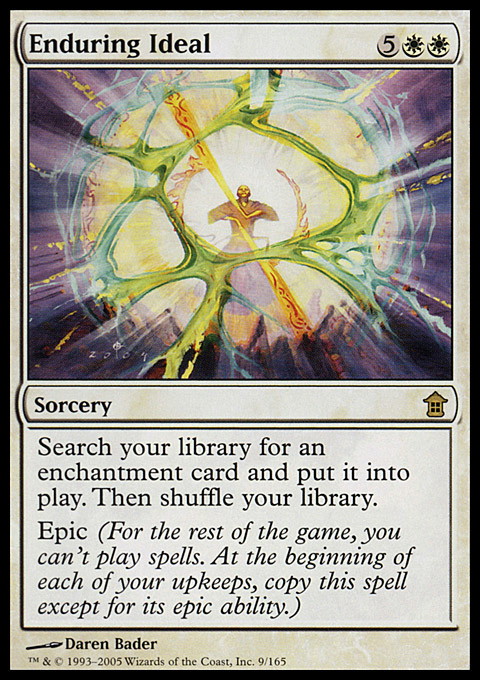 Enduring Ideal 5
2004
Sorcery
Search your library for an
enchantment card and put it into
play. Then shuffle your library.
Epic (For the rest of the game, you
can't play spells. At the beginning of
each of your upkeeps, copy this spell
except for its epic ability.)
Daren Bader
™ & © 1993–2005 Wizards of the Coast, Inc. 9/165